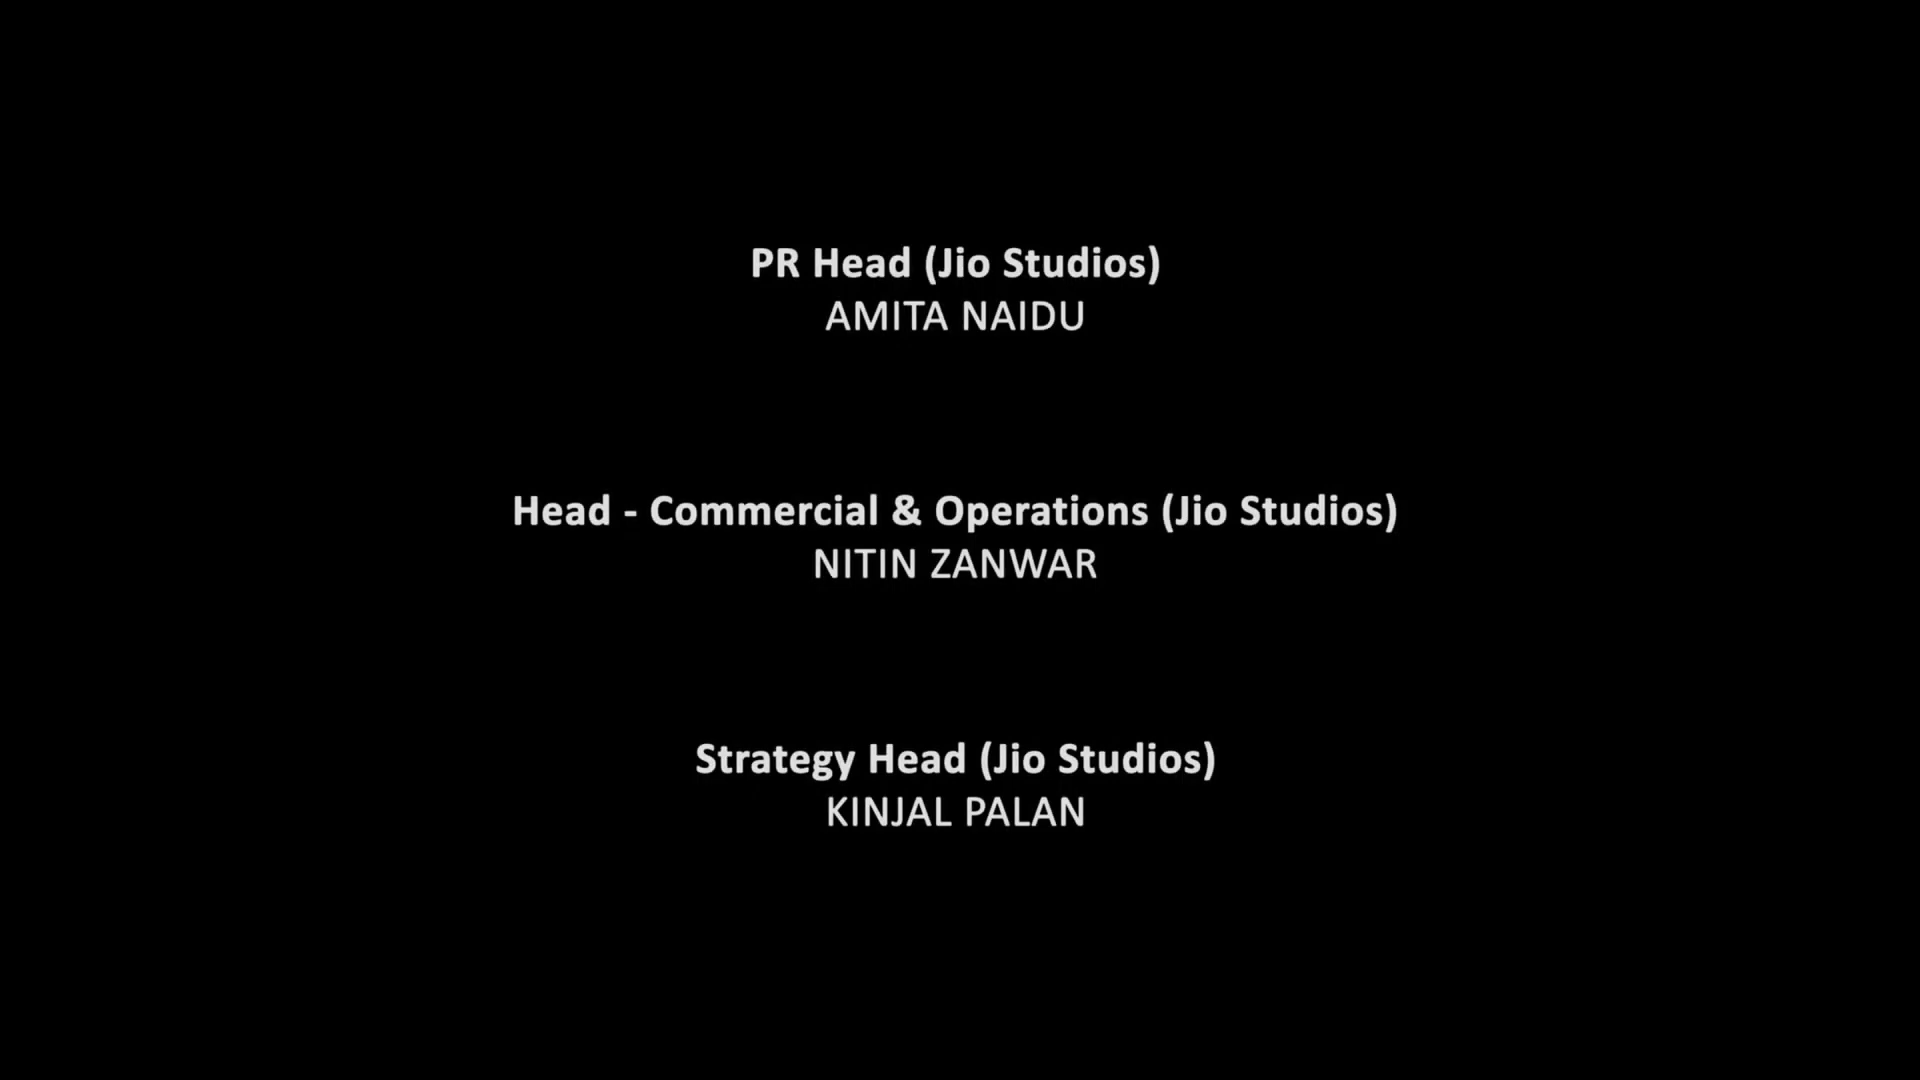 PR Head (Jio Studios)
AMITA NAIDU
Head - Commercial & Operations (Jio Studios)
NITIN ZANWAR
Strategy Head (Jio Studios)
KINJAL PALAN